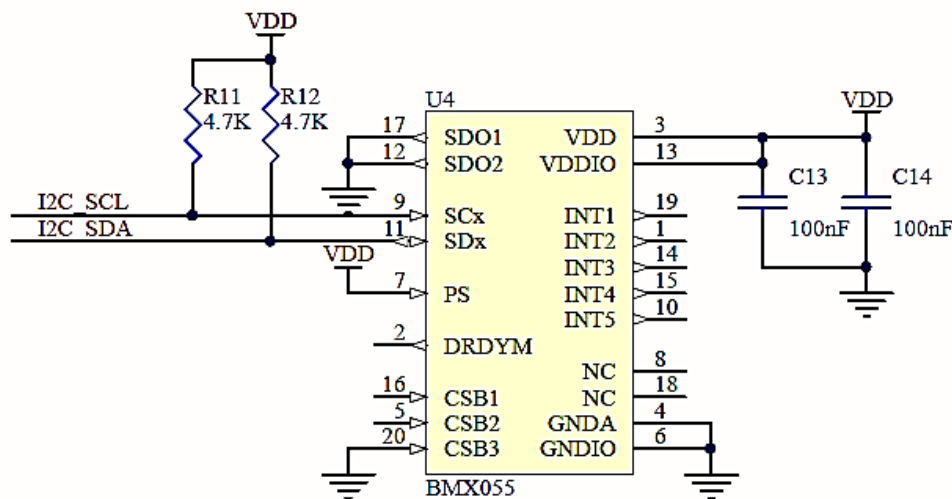 VDD
R11
4.7K
R12
4.7K
I2C_SCL
I2C_SDA
VDD
U4
17 SDO1
12 SDO2
9 SCx
11 SDx
7 PS
2 DRDYM
16 CSB1
5 CSB2
20 CSB3
VDD 3
VDDIO 13
INT1 19
INT2 1
INT3 14
INT4 15
INT5 10
NC 8
NC 18
GNDA 4
GNDIO 6
BMX055
VDD
C13
100nF
C14
100nF